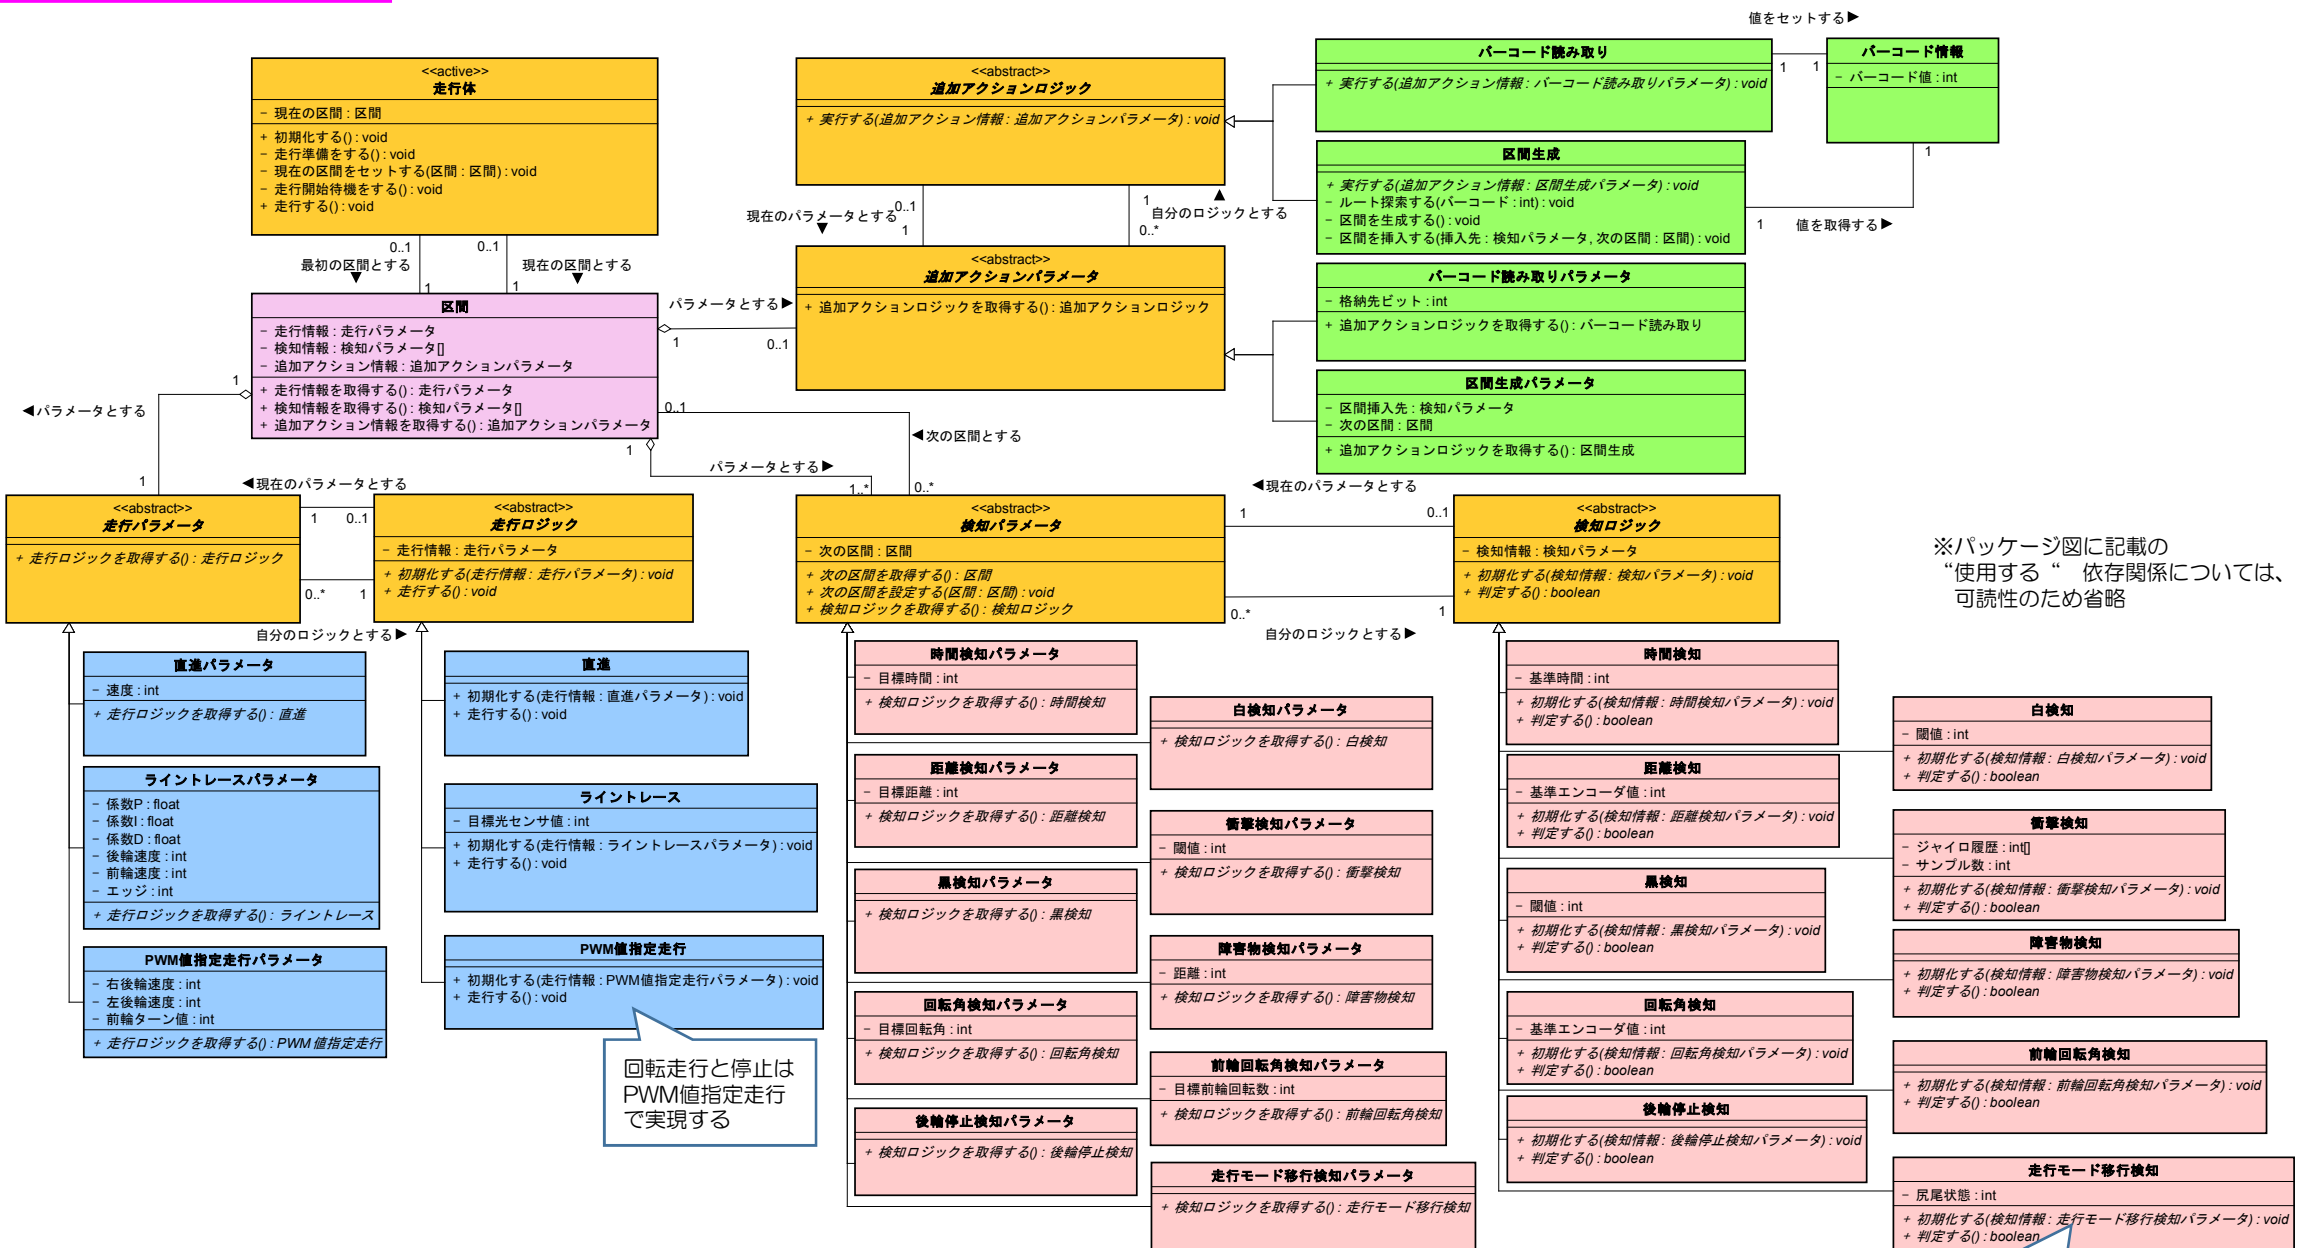 <<active>>
走行体
- 現在の区間 : 区間
+ 初期化する() : void
- 走行準備をする() : void
- 現在の区間をセットする(区間 : 区間) : void
- 走行開始待機をする() : void
+ 走行する() : void
0..1
0..1
最初の区間とする
▼
現在の区間とする
▼
1
1
区間
- 走行情報 : 走行パラメータ
- 検知情報 : 検知パラメータ[]
- 追加アクション情報 : 追加アクションパラメータ
+ 走行情報を取得する() : 走行パラメータ
+ 検知情報を取得する() : 検知パラメータ[]
+ 追加アクション情報を取得する() : 追加アクションパラメータ
<<abstract>>
追加アクションロジック
+ 実行する(追加アクション情報 : 追加アクションパラメータ) : void
現在のパラメータとする
▼
0..1
1
1
0..*
▲
自分のロジックとする
<<abstract>>
追加アクションパラメータ
+ 追加アクションロジックを取得する() : 追加アクションロジック
パラメータとする▶
1
0..1
値をセットする▶
バーコード読み取り
+ 実行する(追加アクション情報 : バーコード読み取りパラメータ) : void
1
1
バーコード情報
- バーコード値 : int
1
区間生成
+ 実行する(追加アクション情報 : 区間生成パラメータ) : void
- ルート探索する(バーコード : int) : void
- 区間を生成する() : void
- 区間を挿入する(挿入先 : 検知パラメータ, 次の区間 : 区間) : void
1
値を取得する▶
バーコード読み取りパラメータ
- 格納先ビット : int
+ 追加アクションロジックを取得する() : バーコード読み取り
区間生成パラメータ
- 区間挿入先 : 検知パラメータ
- 次の区間 : 区間
+ 追加アクションロジックを取得する() : 区間生成
1
◀パラメータとする
1
0..1
◀次の区間とする
1
パラメータとする▶
1..*
0..*
◀現在のパラメータとする
<<abstract>>
走行パラメータ
+ 走行ロジックを取得する() : 走行ロジック
1
0..1
0..*
1
自分のロジックとする▶
<<abstract>>
走行ロジック
- 走行情報 : 走行パラメータ
+ 初期化する(走行情報 : 走行パラメータ) : void
+ 走行する() : void
<<abstract>>
検知パラメータ
- 次の区間 : 区間
+ 次の区間を取得する() : 区間
+ 次の区間を設定する(区間 : 区間) : void
+ 検知ロジックを取得する() : 検知ロジック
◀現在のパラメータとする
1
0..1
0..*
1
自分のロジックとする▶
<<abstract>>
検知ロジック
- 検知情報 : 検知パラメータ
+ 初期化する(検知情報 : 検知パラメータ) : void
+ 判定する() : boolean
※パッケージ図に記載の
“使用する“ 依存関係については、
可読性のため省略
直進パラメータ
- 速度 : int
+ 走行ロジックを取得する() : 直進
ライントレースパラメータ
- 係数P : float
- 係数I : float
- 係数D : float
- 後輪速度 : int
- 前輪速度 : int
- エッジ : int
+ 走行ロジックを取得する() : ライントレース
PWM値指定走行パラメータ
- 右後輪速度 : int
- 左後輪速度 : int
- 前輪ターン値 : int
+ 走行ロジックを取得する() : PWM値指定走行
直進
+ 初期化する(走行情報 : 直進パラメータ) : void
+ 走行する() : void
ライントレース
- 目標光センサ値 : int
+ 初期化する(走行情報 : ライントレースパラメータ) : void
+ 走行する() : void
PWM値指定走行
+ 初期化する(走行情報 : PWM値指定走行パラメータ) : void
+ 走行する() : void
回転走行と停止は
PWM値指定走行
で実現する
時間検知パラメータ
- 目標時間 : int
+ 検知ロジックを取得する() : 時間検知
白検知パラメータ
+ 検知ロジックを取得する() : 白検知
距離検知パラメータ
- 目標距離 : int
+ 検知ロジックを取得する() : 距離検知
衝撃検知パラメータ
- 閾値 : int
+ 検知ロジックを取得する() : 衝撃検知
黒検知パラメータ
+ 検知ロジックを取得する() : 黒検知
障害物検知パラメータ
- 距離 : int
+ 検知ロジックを取得する() : 障害物検知
回転角検知パラメータ
- 目標回転角 : int
+ 検知ロジックを取得する() : 回転角検知
前輪回転角検知パラメータ
- 目標前輪回転数 : int
+ 検知ロジックを取得する() : 前輪回転角検知
後輪停止検知パラメータ
+ 検知ロジックを取得する() : 後輪停止検知
走行モード移行検知パラメータ
+ 検知ロジックを取得する() : 走行モード移行検知
時間検知
- 基準時間 : int
+ 初期化する(検知情報 : 時間検知パラメータ) : void
+ 判定する() : boolean
白検知
- 閾値 : int
+ 初期化する(検知情報 : 白検知パラメータ) : void
+ 判定する() : boolean
距離検知
- 基準エンコーダ値 : int
+ 初期化する(検知情報 : 距離検知パラメータ) : void
+ 判定する() : boolean
衝撃検知
- ジャイロ履歴 : int[]
- サンプル数 : int
+ 初期化する(検知情報 : 衝撃検知パラメータ) : void
+ 判定する() : boolean
黒検知
- 閾値 : int
+ 初期化する(検知情報 : 黒検知パラメータ) : void
+ 判定する() : boolean
障害物検知
+ 初期化する(検知情報 : 障害物検知パラメータ) : void
+ 判定する() : boolean
回転角検知
- 基準エンコーダ値 : int
+ 初期化する(検知情報 : 回転角検知パラメータ) : void
+ 判定する() : boolean
前輪回転角検知
+ 初期化する(検知情報 : 前輪回転角検知パラメータ) : void
+ 判定する() : boolean
後輪停止検知
+ 初期化する(検知情報 : 後輪停止検知パラメータ) : void
+ 判定する() : boolean
走行モード移行検知
- 尻尾状態 : int
+ 初期化する(検知情報 : 走行モード移行検知パラメータ) : void
+ 判定する() : boolean